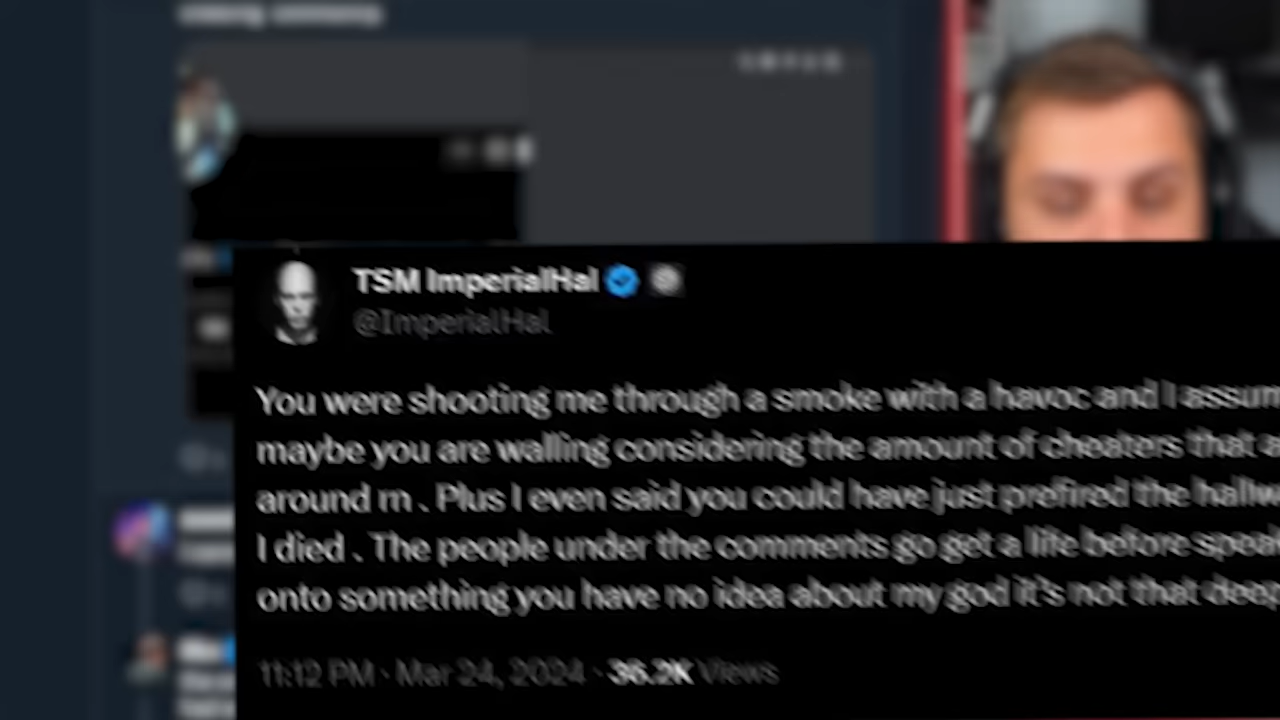 TSM ImperialHal
@ImperialHal
You were shooting me through a smoke with a havoc and I assum
maybe you are walling considering the amount of cheaters that a
around rn . Plus I even said you could have just prefired the hallw
I died . The people under the comments go get a life before speak
onto something you have no idea about my god it's not that deep
11:12 PM · Mar 24, 2024 · 36.2K Views